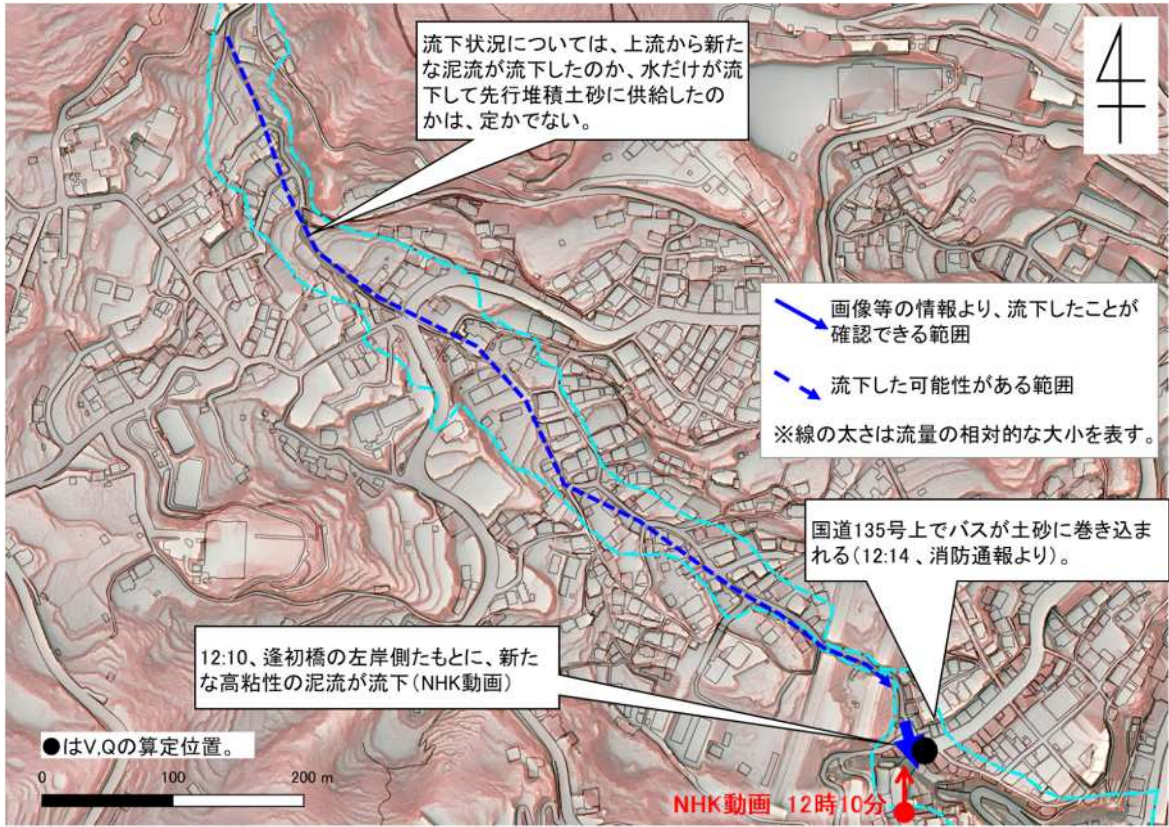 流下状況については、上流から新た
な泥流が流下したのか、水だけが流
下して先行堆積土砂に供給したの
かは、定かでない。
画像等の情報より、流下したことが
確認できる範囲
流下した可能性がある範囲
※線の太さは流量の相対的な大小を表す。
国道135号上でバスが土砂に巻き込ま
れる(12:14 、消防通報より)。
12:10、逢初橋の左岸側たもとに、新た
な高粘性の泥流が流下(NHK動画)
●はV,Qの算定位置。
0 100 200 m
NHK動画 12時10分